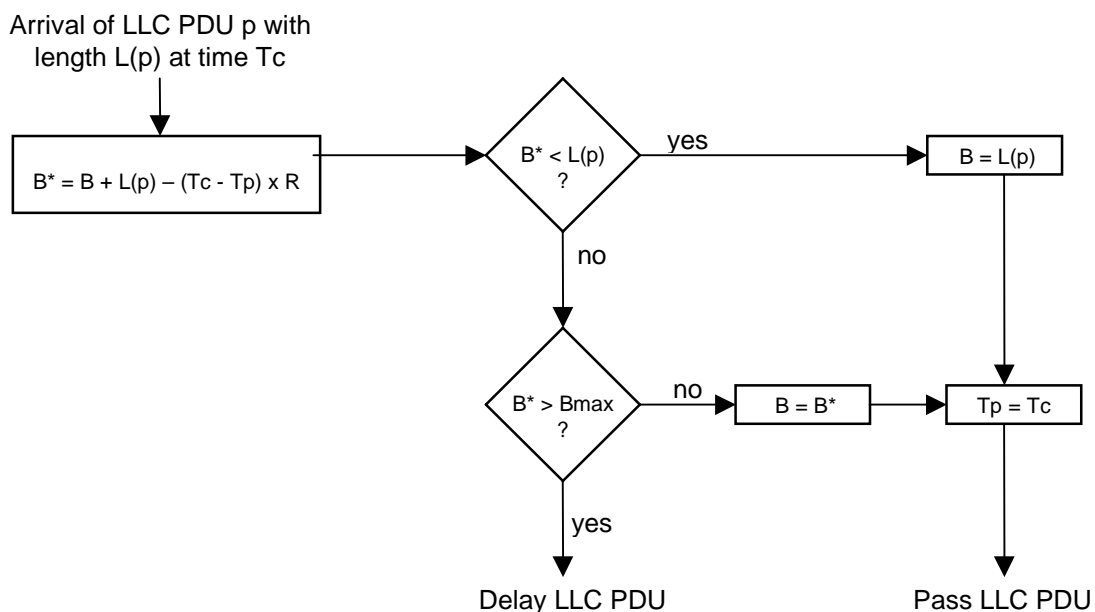 Arrival of LLC PDU p with
length L(p) at time Tc
B* = B + L(p) – (Tc - Tp) x R
B* < L(p)
?
yes
B = L(p)
no
B* > Bmax
?
no
B = B*
Tp = Tc
yes
Delay LLC PDU
Pass LLC PDU